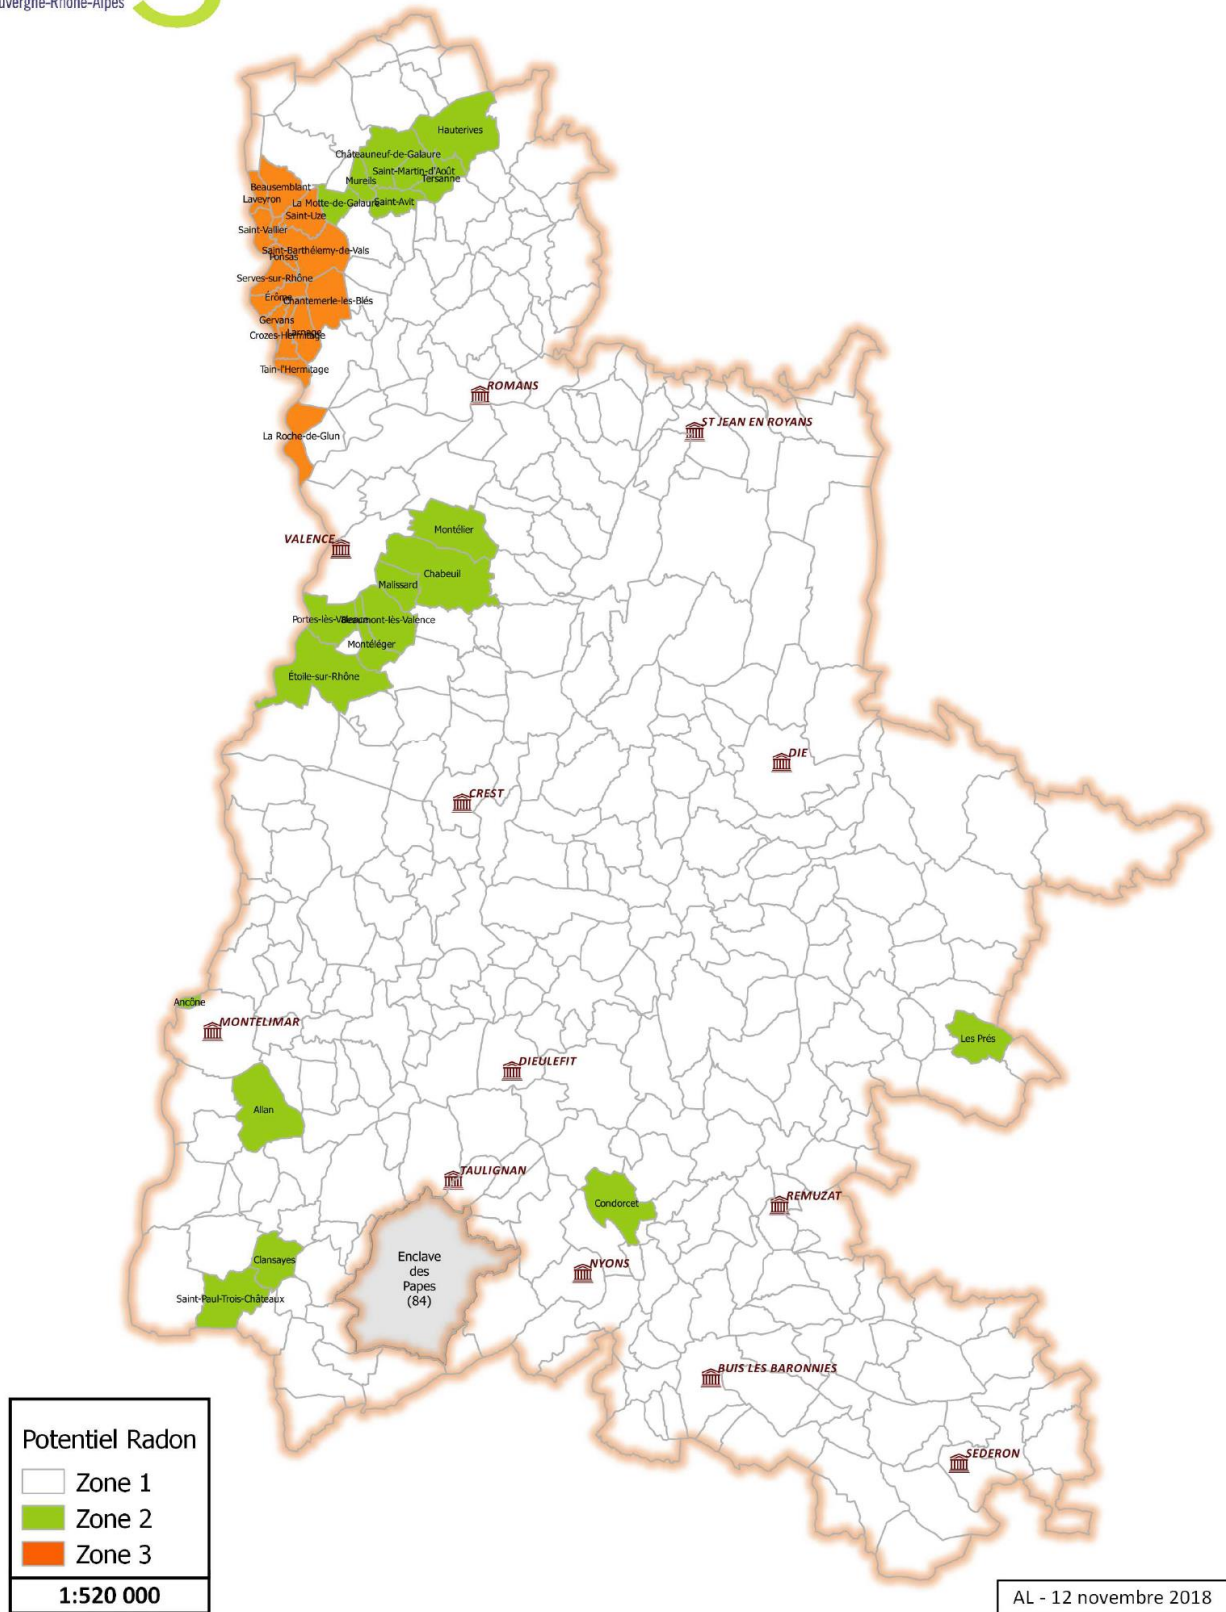 uvergne-Rhône-Alpes
Hauterives
Châteauneuf-de-Galaure
Saint-Martin-d'Août
Tersanne
Mureils
Beausemblant
Laveyron
La Motte-de-Galaure
Saint-Avit
Saint-Uze
Saint-Vallier
Saint-Barthélemy-de-Vals
Ponsas
Serves-sur-Rhône
Érôme
Chantemerle-les-Blés
Gervans
Larnage
Crozes-Hermitage
Tain-l'Hermitage
ROMANS
ST JEAN EN ROYANS
La Roche-de-Glun
VALENCE
Montélier
Chabeuil
Malissard
Portes-lès-Valence
Beaumont-lès-Valence
Montéléger
Étoile-sur-Rhône
DIE
CREST
Ancône
MONTELIMAR
Les Prés
DIEULEFIT
Allan
TAULIGNAN
Condorcet
REMUZAT
Enclave
des
Papes
(84)
Clansayes
NYONS
Saint-Paul-Trois-Châteaux
BUIS LES BARONNIES
SEDERON
Potentiel Radon
Zone 1
Zone 2
Zone 3
1:520 000
AL - 12 novembre 2018